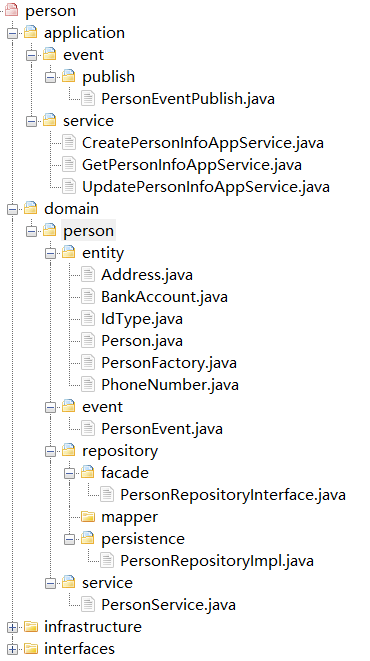 person
application
event
publish
PersonEventPublish.java
service
CreatePersonInfoAppService.java
GetPersonInfoAppService.java
UpdatePersonInfoAppService.java
domain
person
entity
Address.java
BankAccount.java
IdType.java
Person.java
PersonFactory.java
PhoneNumber.java
event
PersonEvent.java
repository
facade
PersonRepositoryInterface.java
mapper
persistence
PersonRepositoryImpl.java
service
PersonService.java
infrastructure
interfaces